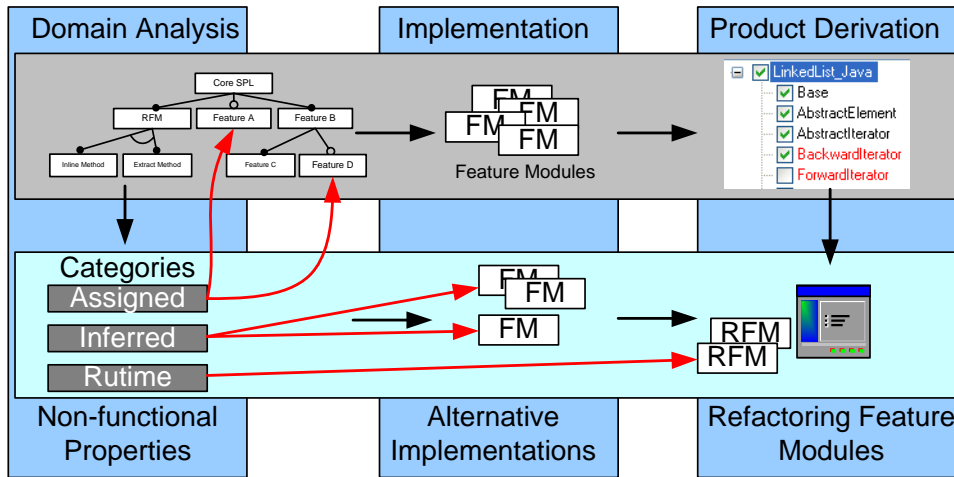 Domain Analysis
Implementation
Product Derivation
Core SPL
RFM
Feature A
Feature B
Inline Method
Extract Method
Feature C
Feature D
FM
FM
FM
FM
Feature Modules
LinkedList_Java
Base
AbstractElement
AbstractIterator
BackwardIterator
ForwardIterator
Categories
Assigned
Inferred
Rutime
FM
FM
FM
RFM
RFM
Non-functional
Properties
Alternative
Implementations
Refactoring Feature
Modules